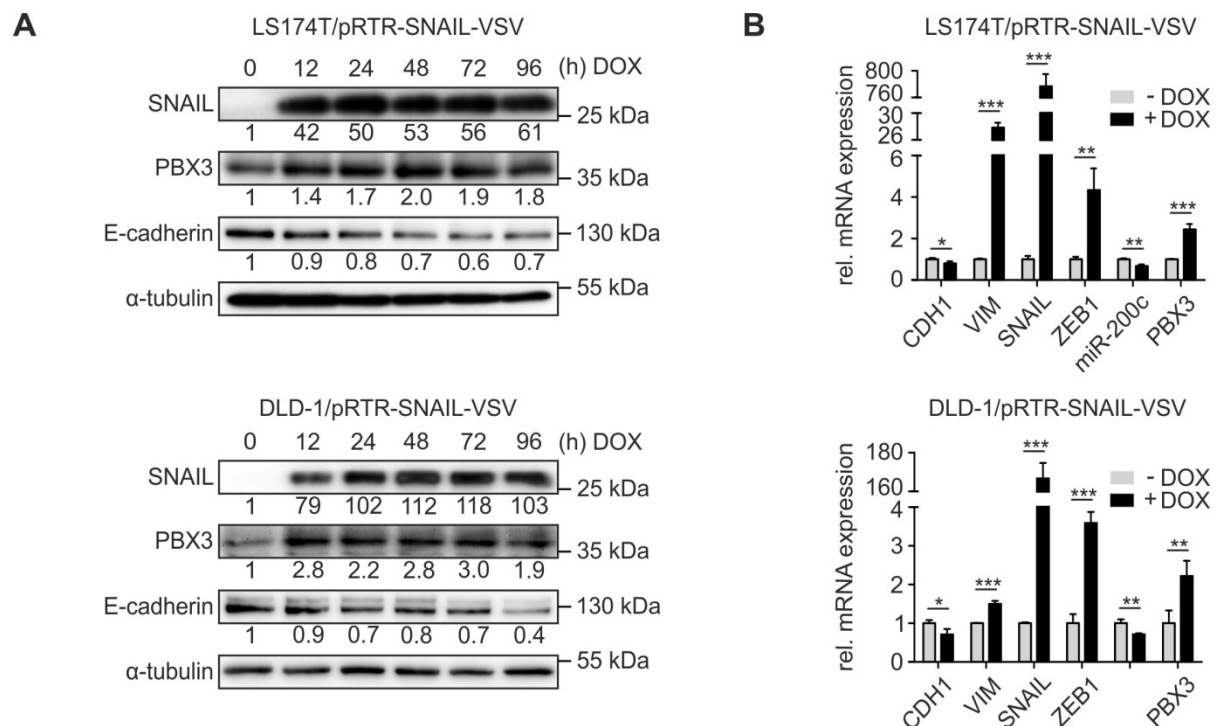 A
LS174T/pRTR-SNAIL-VSV
0 12 24 48 72 96 (h) DOX
SNAIL
25 kDa
1 42 50 53 56 61
PBX3
35 kDa
1 1.4 1.7 2.0 1.9 1.8
E-cadherin
130 kDa
1 0.9 0.8 0.7 0.6 0.7
α-tubulin
55 kDa
DLD-1/pRTR-SNAIL-VSV
0 12 24 48 72 96 (h) DOX
SNAIL
25 kDa
1 79 102 112 118 103
PBX3
35 kDa
1 2.8 2.2 2.8 3.0 1.9
E-cadherin
130 kDa
1 0.9 0.7 0.8 0.7 0.4
α-tubulin
55 kDa
B
LS174T/pRTR-SNAIL-VSV
rel. mRNA expression
800
760
30
26
6
4
2
0
* *** *** ** ** ***
- DOX
+ DOX
CDH1 VIM SNAIL ZEB1 miR-200c PBX3
DLD-1/pRTR-SNAIL-VSV
rel. mRNA expression
180
160
4
3
2
1
0
* *** *** *** ** **
- DOX
+ DOX
CDH1 VIM SNAIL ZEB1 PBX3